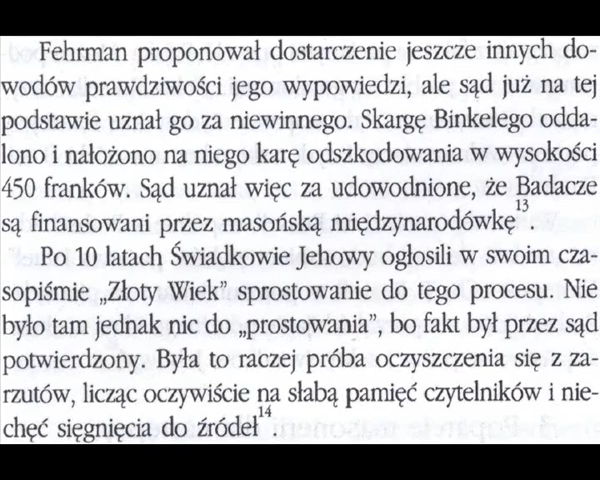 Fehrman proponował dostarczenie jeszcze innych do-
wodów prawdziwości jego wypowiedzi, ale sąd już na tej
podstawie uznał go za niewinnego. Skargę Binkelego odda-
lono i nałożono na niego karę odszkodowania w wysokości
450 franków. Sąd uznał więc za udowodnione, że Badacze
są finansowani przez masońską międzynarodówkę13.
Po 10 latach Świadkowie Jehowy ogłosili w swoim cza-
sopiśmie „Złoty Wiek” sprostowanie do tego procesu. Nie
było tam jednak nic do „prostowania”, bo fakt był przez sąd
potwierdzony. Była to raczej próba oczyszczenia się z za-
rzutów, licząc oczywiście na słabą pamięć czytelników i nie-
chęć sięgnięcia do źródeł14.